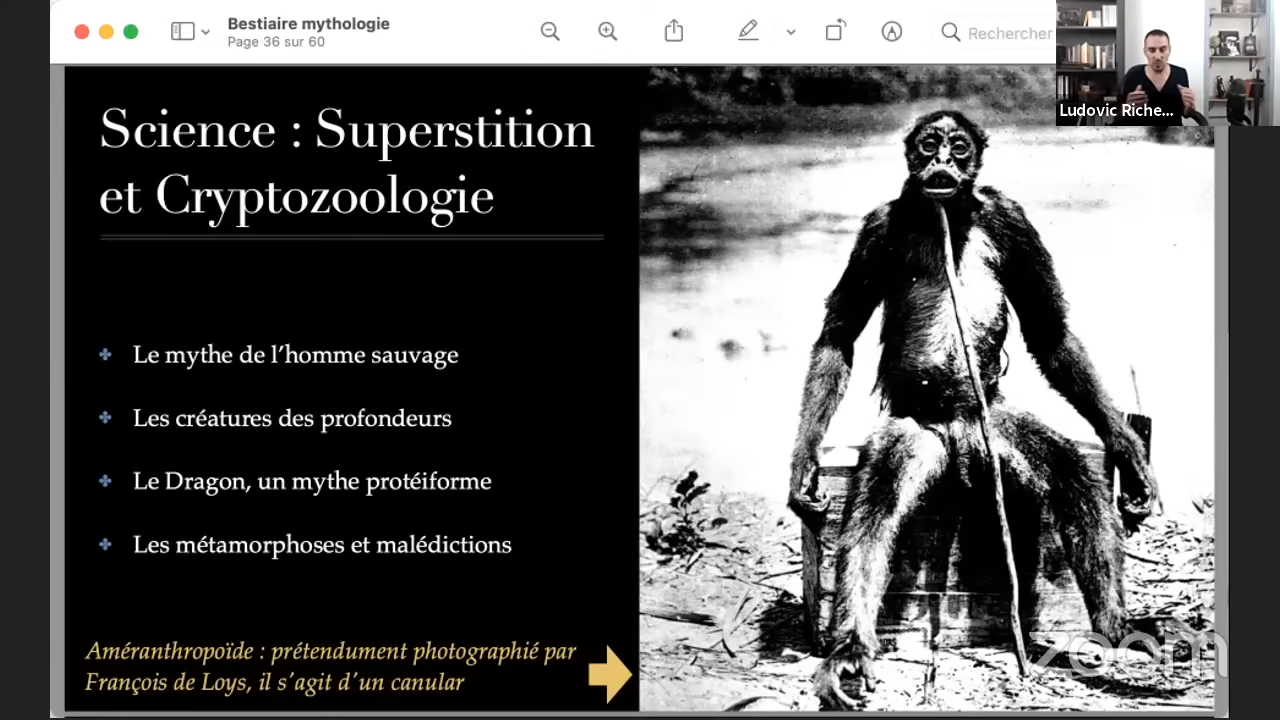 Bestiaire mythologie
Page 36 sur 60
Rechercher
Ludovic Riche...
Science : Superstition
et Cryptozoologie
Le mythe de l'homme sauvage
Les créatures des profondeurs
Le Dragon, un mythe protéiforme
Les métamorphoses et malédictions
Améranthropoïde : prétendument photographié par
François de Loys, il s'agit d'un canular
zoom